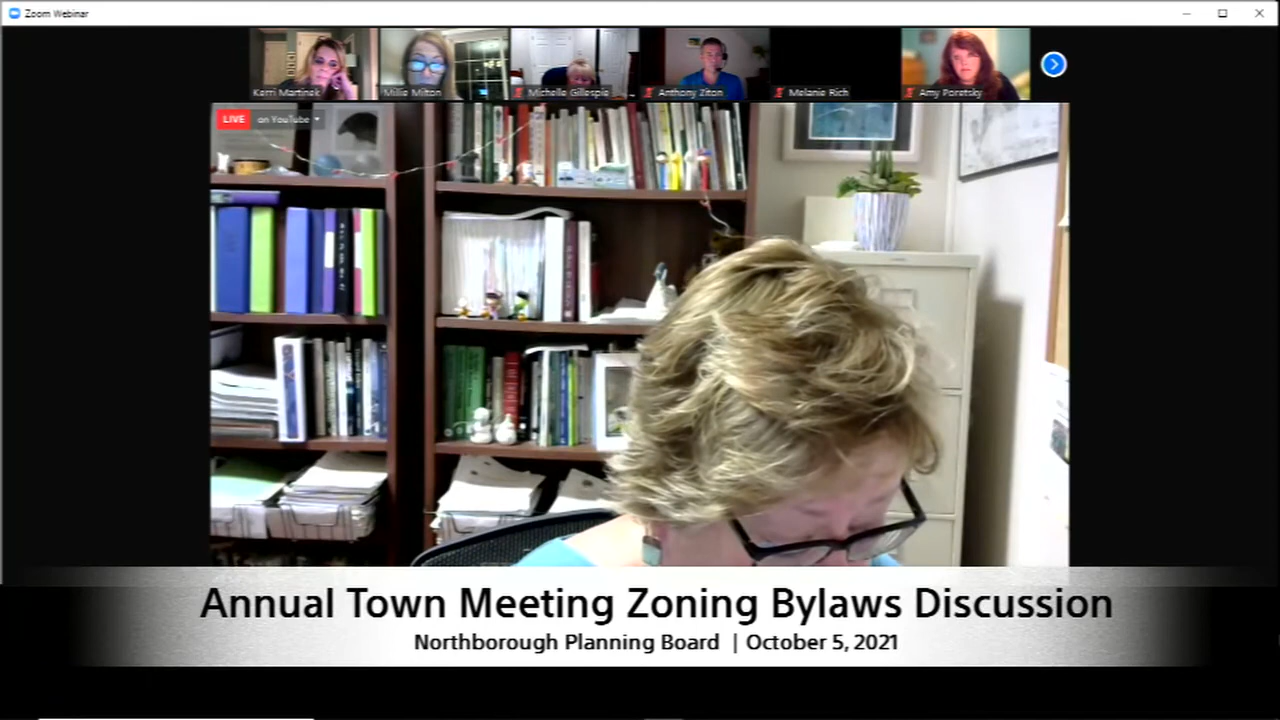 Zoom Webinar
Kerri Martinek
Millie Milton
Michelle Gillespie
Anthony Ziton
Melanie Rich
Amy Poretsky
LIVE on YouTube
Annual Town Meeting Zoning Bylaws Discussion
Northborough Planning Board | October 5, 2021